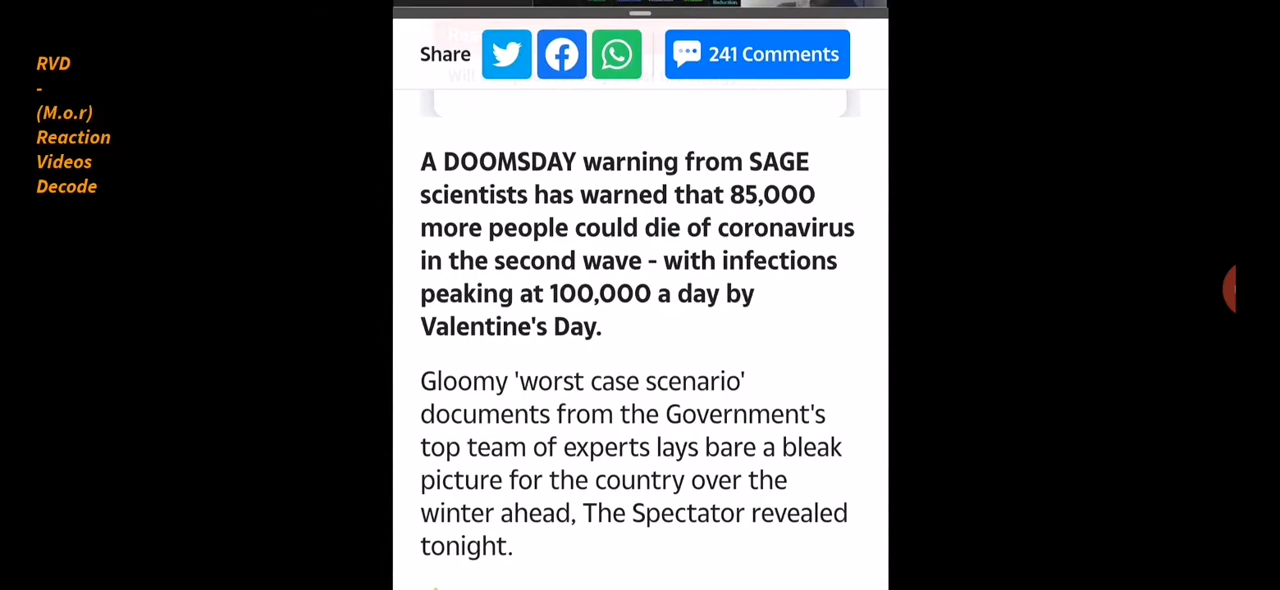 RVD
-
(M.o.r)
Reaction
Videos
Decode
Share
241 Comments
A DOOMSDAY warning from SAGE
scientists has warned that 85,000
more people could die of coronavirus
in the second wave - with infections
peaking at 100,000 a day by
Valentine's Day.
Gloomy 'worst case scenario'
documents from the Government's
top team of experts lays bare a bleak
picture for the country over the
winter ahead, The Spectator revealed
tonight.